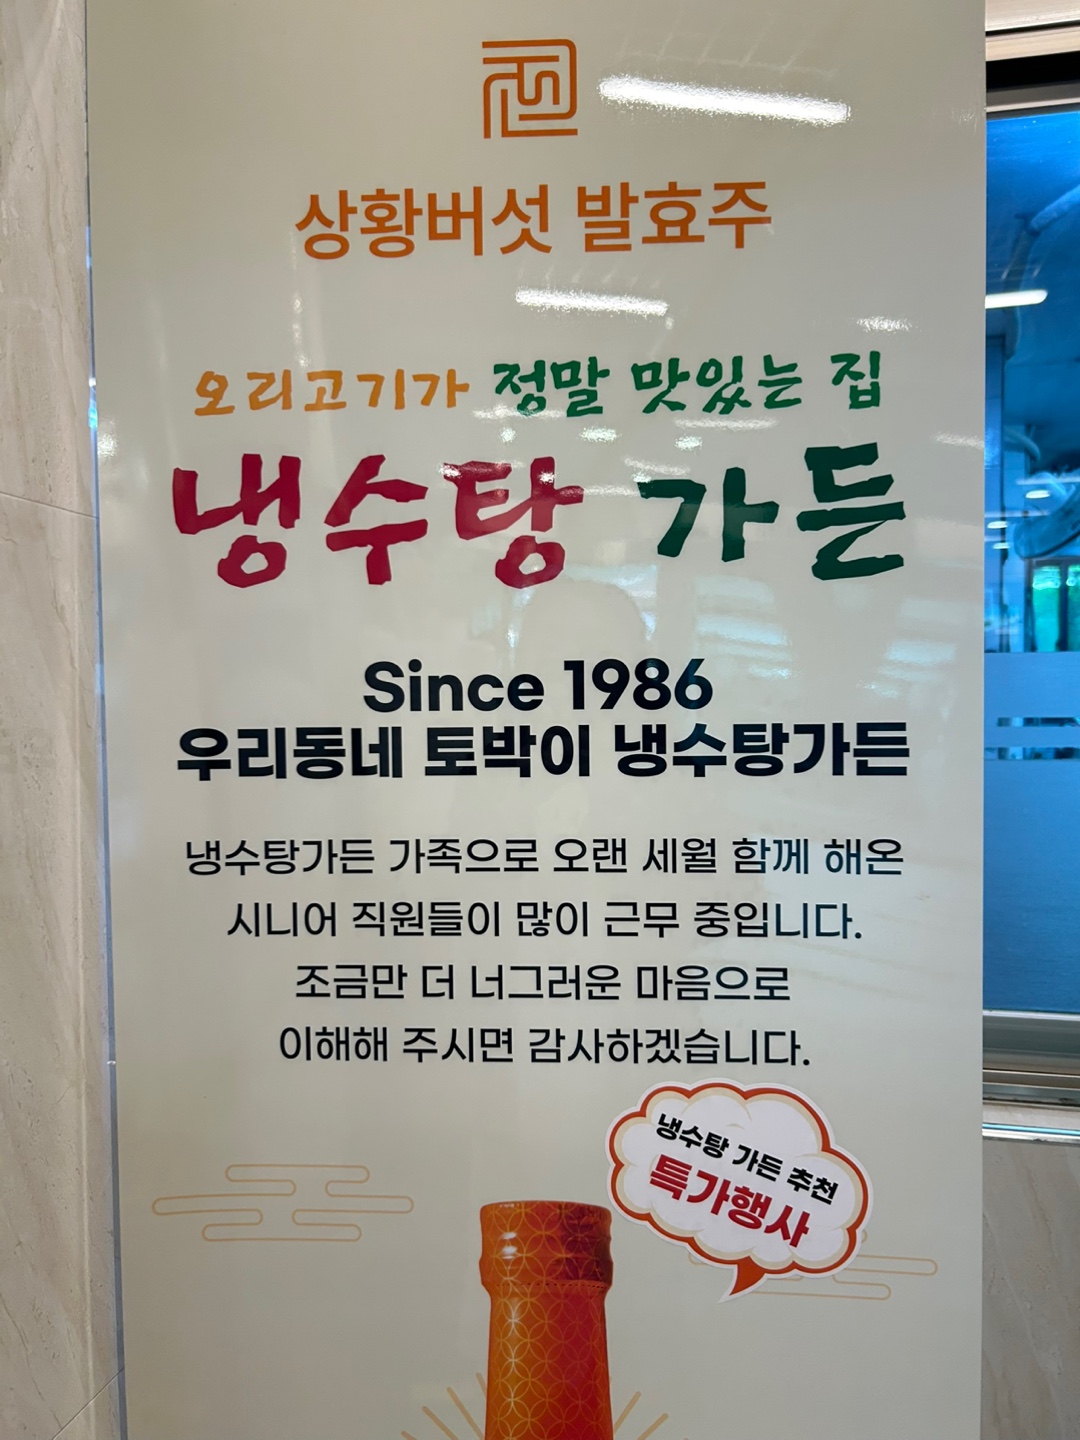 상황버섯 발효주
오리고기가 정말 맛있는 집
냉수탕 가든
Since 1986
우리동네 토박이 냉수탕가든
냉수탕가든 가족으로 오랜 세월 함께 해온
시니어 직원들이 많이 근무 중입니다.
조금만 더 너그러운 마음으로
이해해 주시면 감사하겠습니다.
냉수탕 가든 추천
특가행사